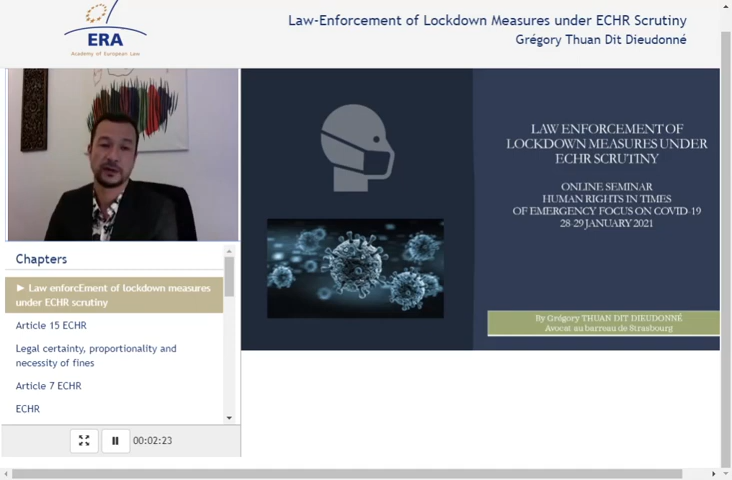 ERA
Academy of European Law
Law-Enforcement of Lockdown Measures under ECHR Scrutiny
Grégory Thuan Dit Dieudonné
LAW ENFORCEMENT OF
LOCKDOWN MEASURES UNDER
ECHR SCRUTINY
ONLINE SEMINAR
HUMAN RIGHTS IN TIMES
OF EMERGENCY FOCUS ON COVID-19
28-29 JANUARY 2021
By Grégory THUAN DIT DIEUDONNÉ
Avocat au barreau de Strasbourg
Chapters
► Law enforcEment of lockdown measures
under ECHR scrutiny
Article 15 ECHR
Legal certainty, proportionality and
necessity of fines
Article 7 ECHR
ECHR
00:02:23